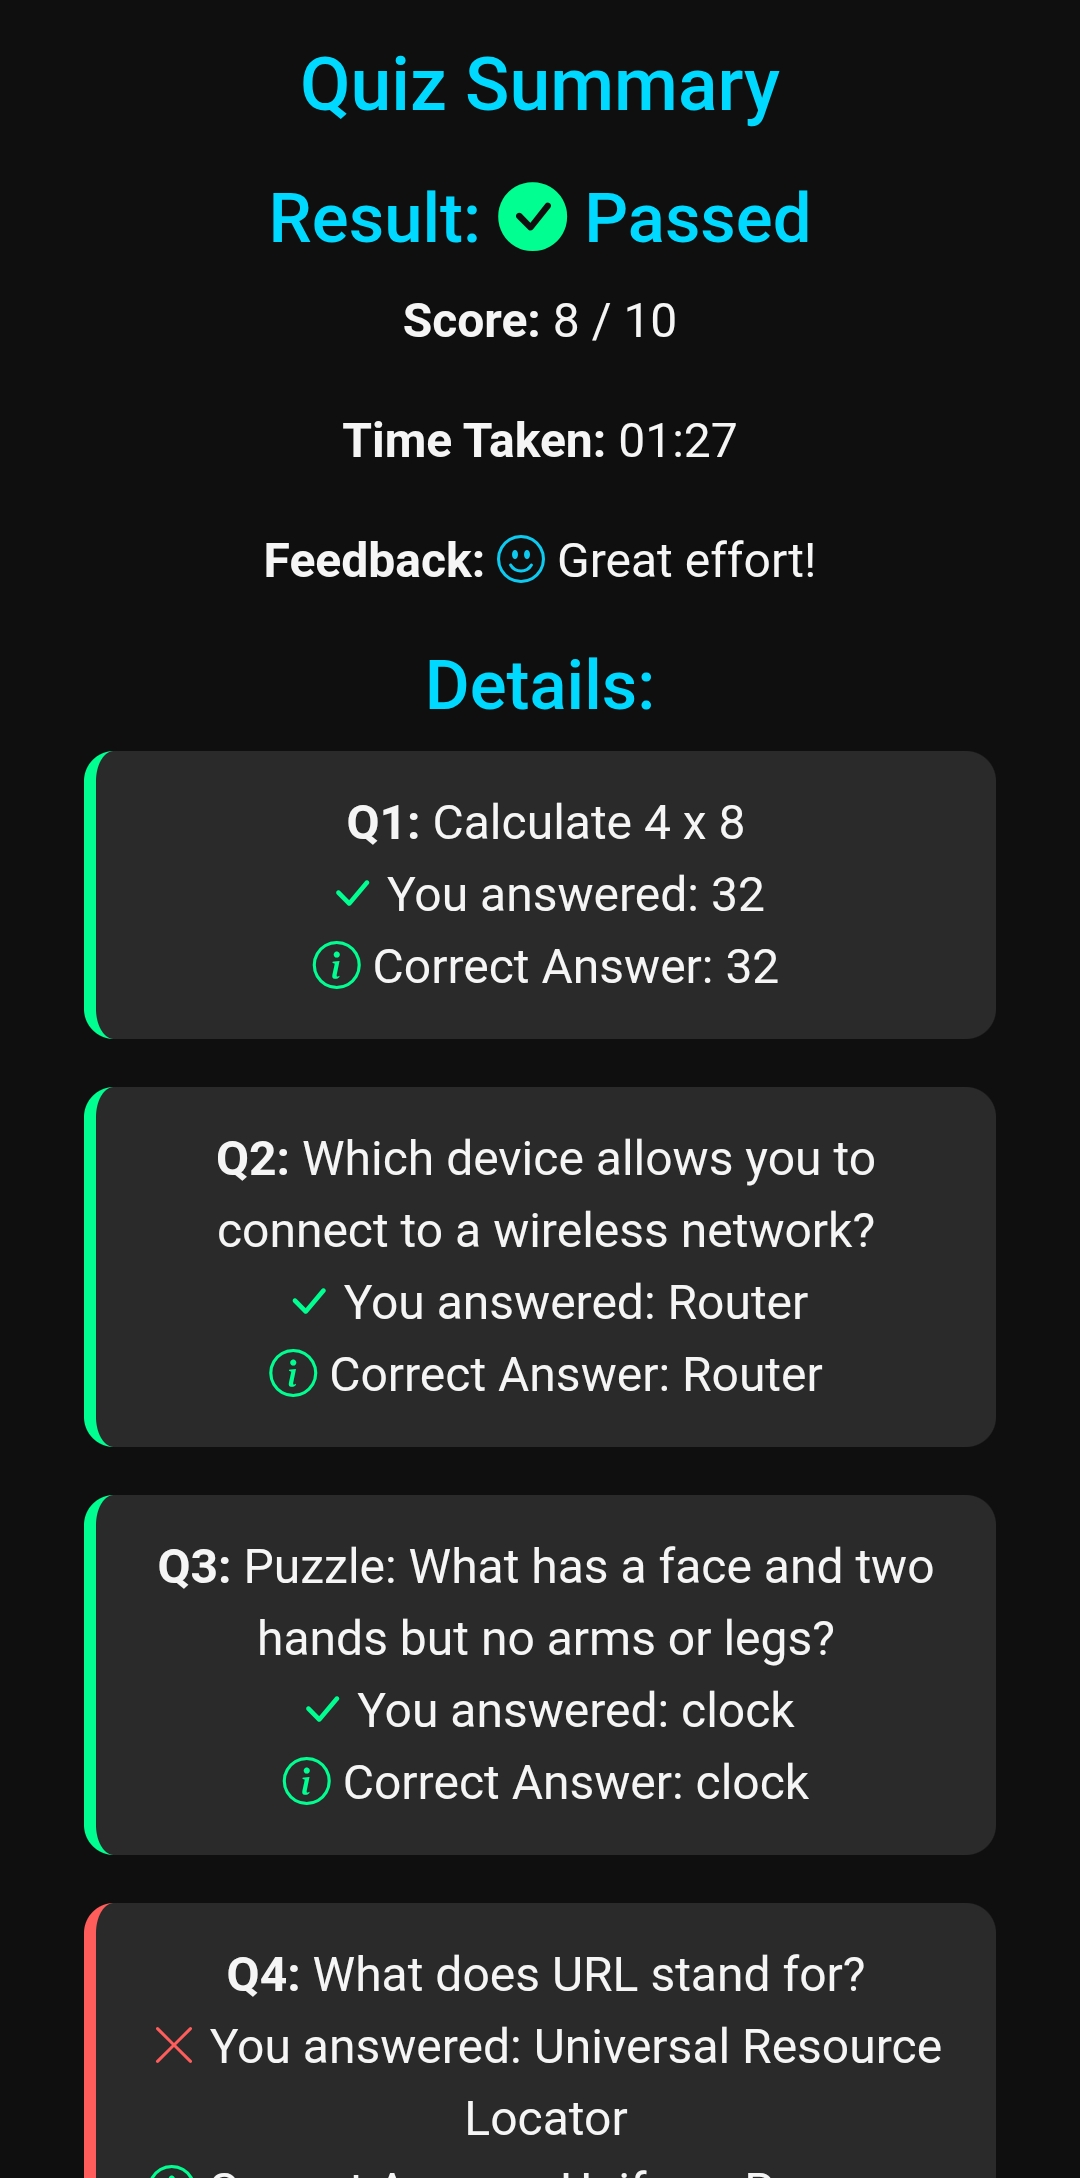 Quiz Summary
Result: Passed
Score: 8 / 10
Time Taken: 01:27
Feedback: Great effort!
Details:
Q1: Calculate 4 x 8
You answered: 32
Correct Answer: 32
Q2: Which device allows you to
connect to a wireless network?
You answered: Router
Correct Answer: Router
Q3: Puzzle: What has a face and two
hands but no arms or legs?
You answered: clock
Correct Answer: clock
Q4: What does URL stand for?
You answered: Universal Resource
Locator